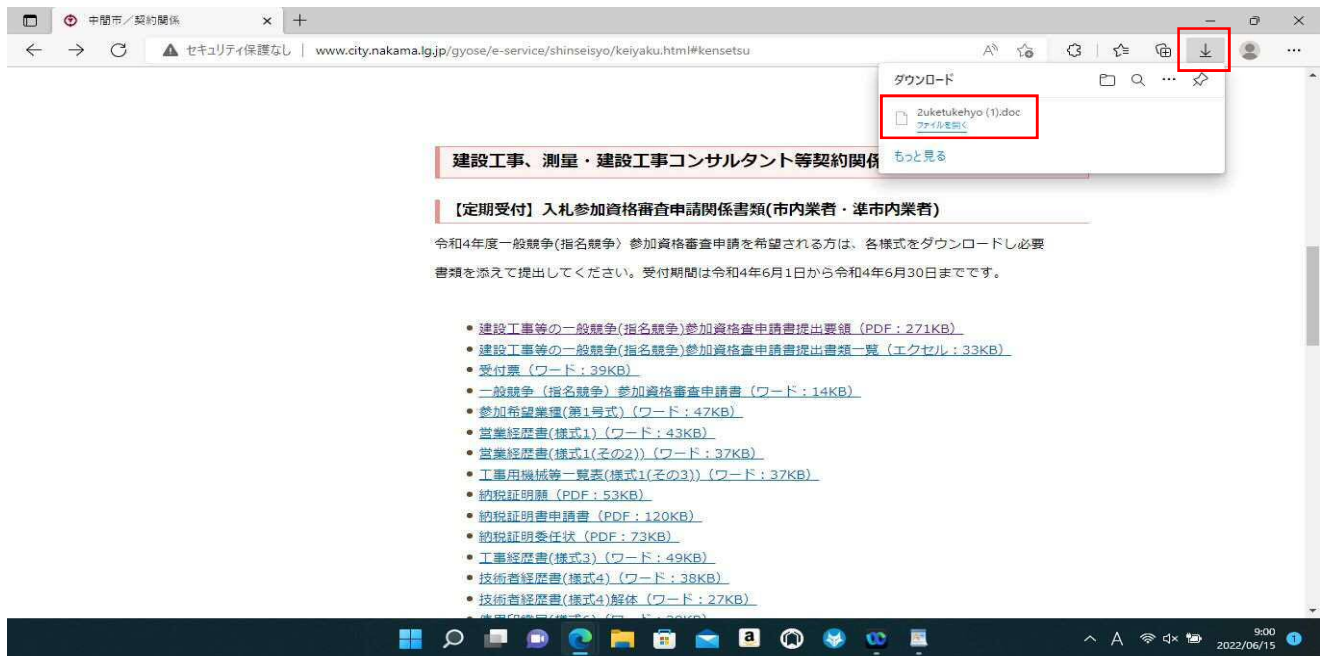 中間市／契約関係
セキュリティ保護なし | www.city.nakama.lg.jp/gyose/e-service/shinseisyo/keiyaku.html#kensetsu
ダウンロード
2uketukehyo (1).doc
ファイルを開く
もっと見る
建設工事、測量・建設工事コンサルタント等契約関係
【定期受付】入札参加資格審査申請関係書類(市内業者・準市内業者)
令和4年度一般競争(指名競争）参加資格審査申請を希望される方は、各様式をダウンロードし必要
書類を添えて提出してください。受付期間は令和4年6月1日から令和4年6月30日までです。
建設工事等の一般競争(指名競争)参加資格審査申請書提出要領（PDF：271KB）
建設工事等の一般競争(指名競争)参加資格審査申請書提出書類一覧（エクセル：33KB）
受付票（ワード：39KB）
一般競争（指名競争）参加資格審査申請書（ワード：14KB）
参加希望業種(第1号式)（ワード：47KB）
営業経歴書(様式1)（ワード：43KB）
営業経歴書(様式1(その2))（ワード：37KB）
工事用機械等一覧表(様式1(その3))（ワード：37KB）
納税証明願（PDF：53KB）
納税証明書申請書（PDF：120KB）
納税証明委任状（PDF：73KB）
工事経歴書(様式3)（ワード：49KB）
技術者経歴書(様式4)（ワード：38KB）
技術者経歴書(様式4)解体（ワード：27KB）
A
9:00
2022/06/15
1